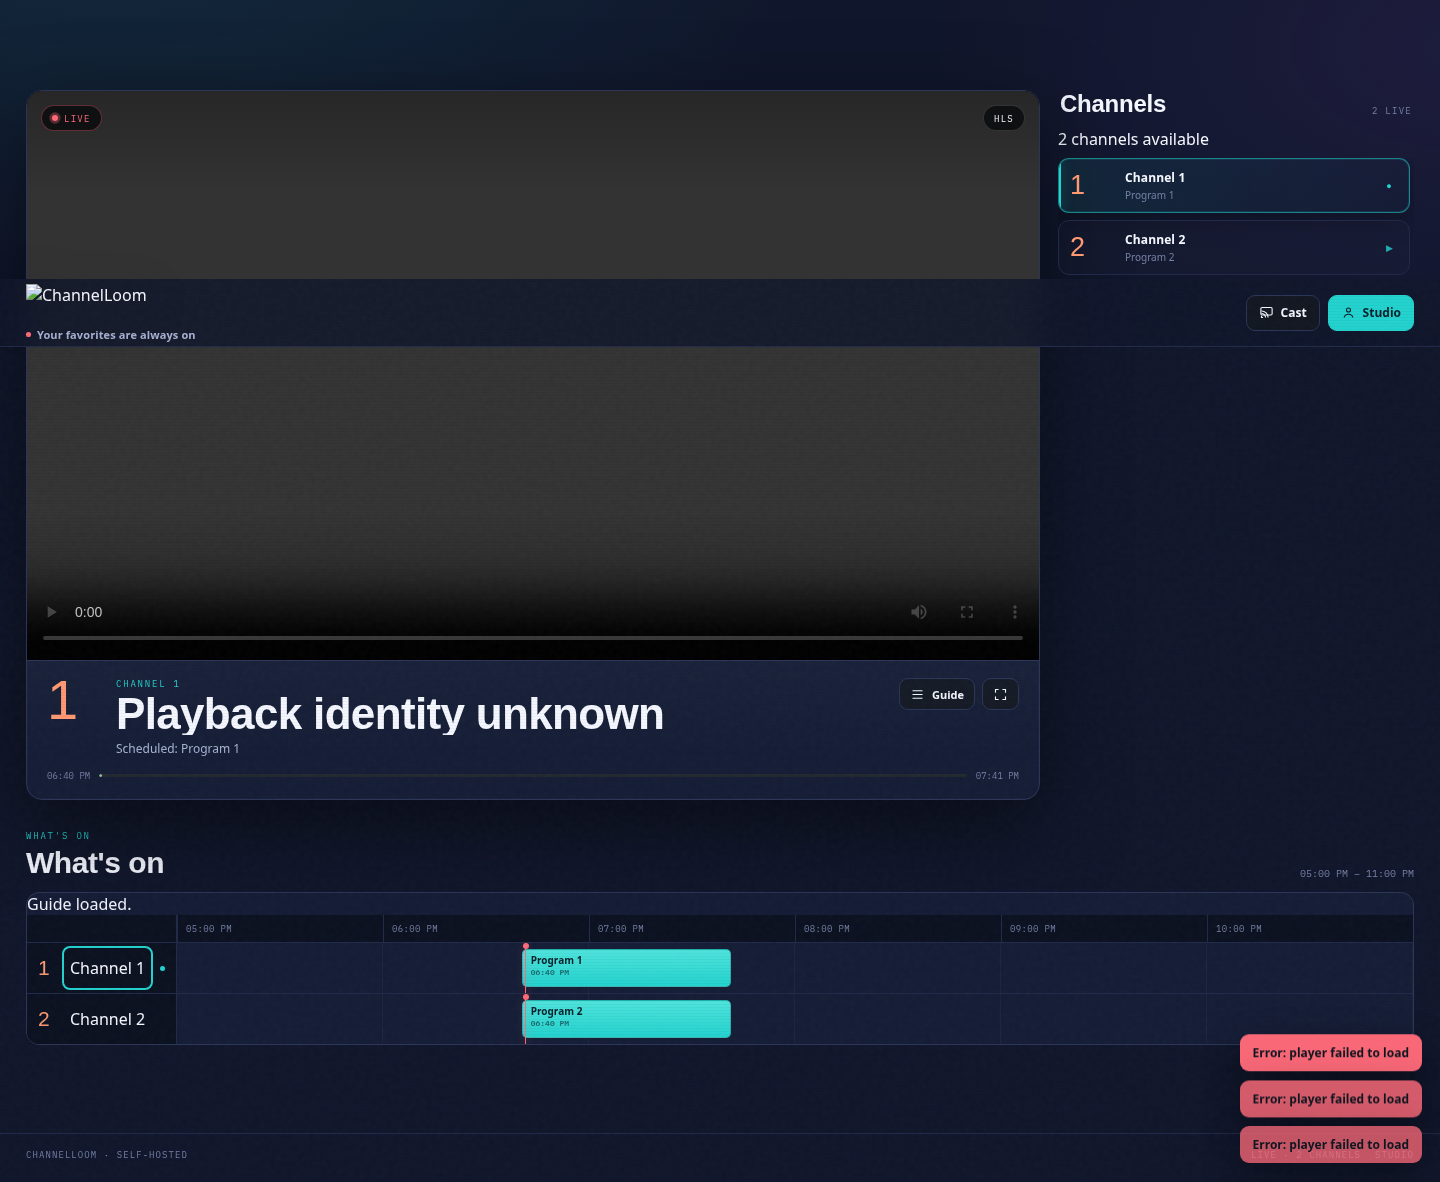 LIVE
HLS
Channels
2 LIVE
2 channels available
1
Channel 1
Program 1
2
Channel 2
Program 2
ChannelLoom
Your favorites are always on
Cast
Studio
0:00
1
CHANNEL 1
Playback identity unknown
Scheduled: Program 1
Guide
06:40 PM
07:41 PM
WHAT'S ON
What's on
05:00 PM – 11:00 PM
Guide loaded.
05:00 PM
06:00 PM
07:00 PM
08:00 PM
09:00 PM
10:00 PM
1
Channel 1
Program 1
06:40 PM
2
Channel 2
Program 2
06:40 PM
Error: player failed to load
Error: player failed to load
Error: player failed to load
CHANNELLOOM · SELF-HOSTED
LIVE · 2 CHANNELS STUDIO